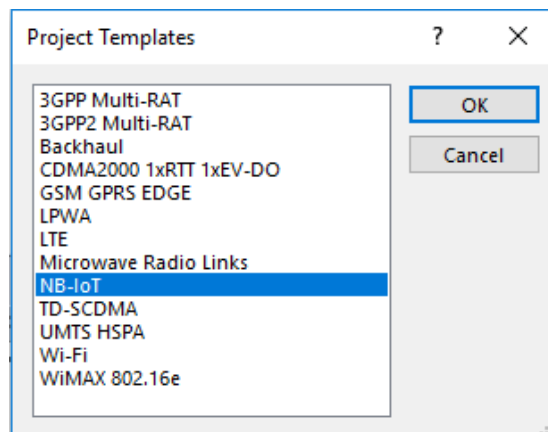 Project Templates
?
3GPP Multi-RAT
3GPP2 Multi-RAT
Backhaul
CDMA2000 1xRTT 1xEV-DO
GSM GPRS EDGE
LPWA
LTE
Microwave Radio Links
NB-IoT
TD-SCDMA
UMTS HSPA
Wi-Fi
WiMAX 802.16e
OK
Cancel